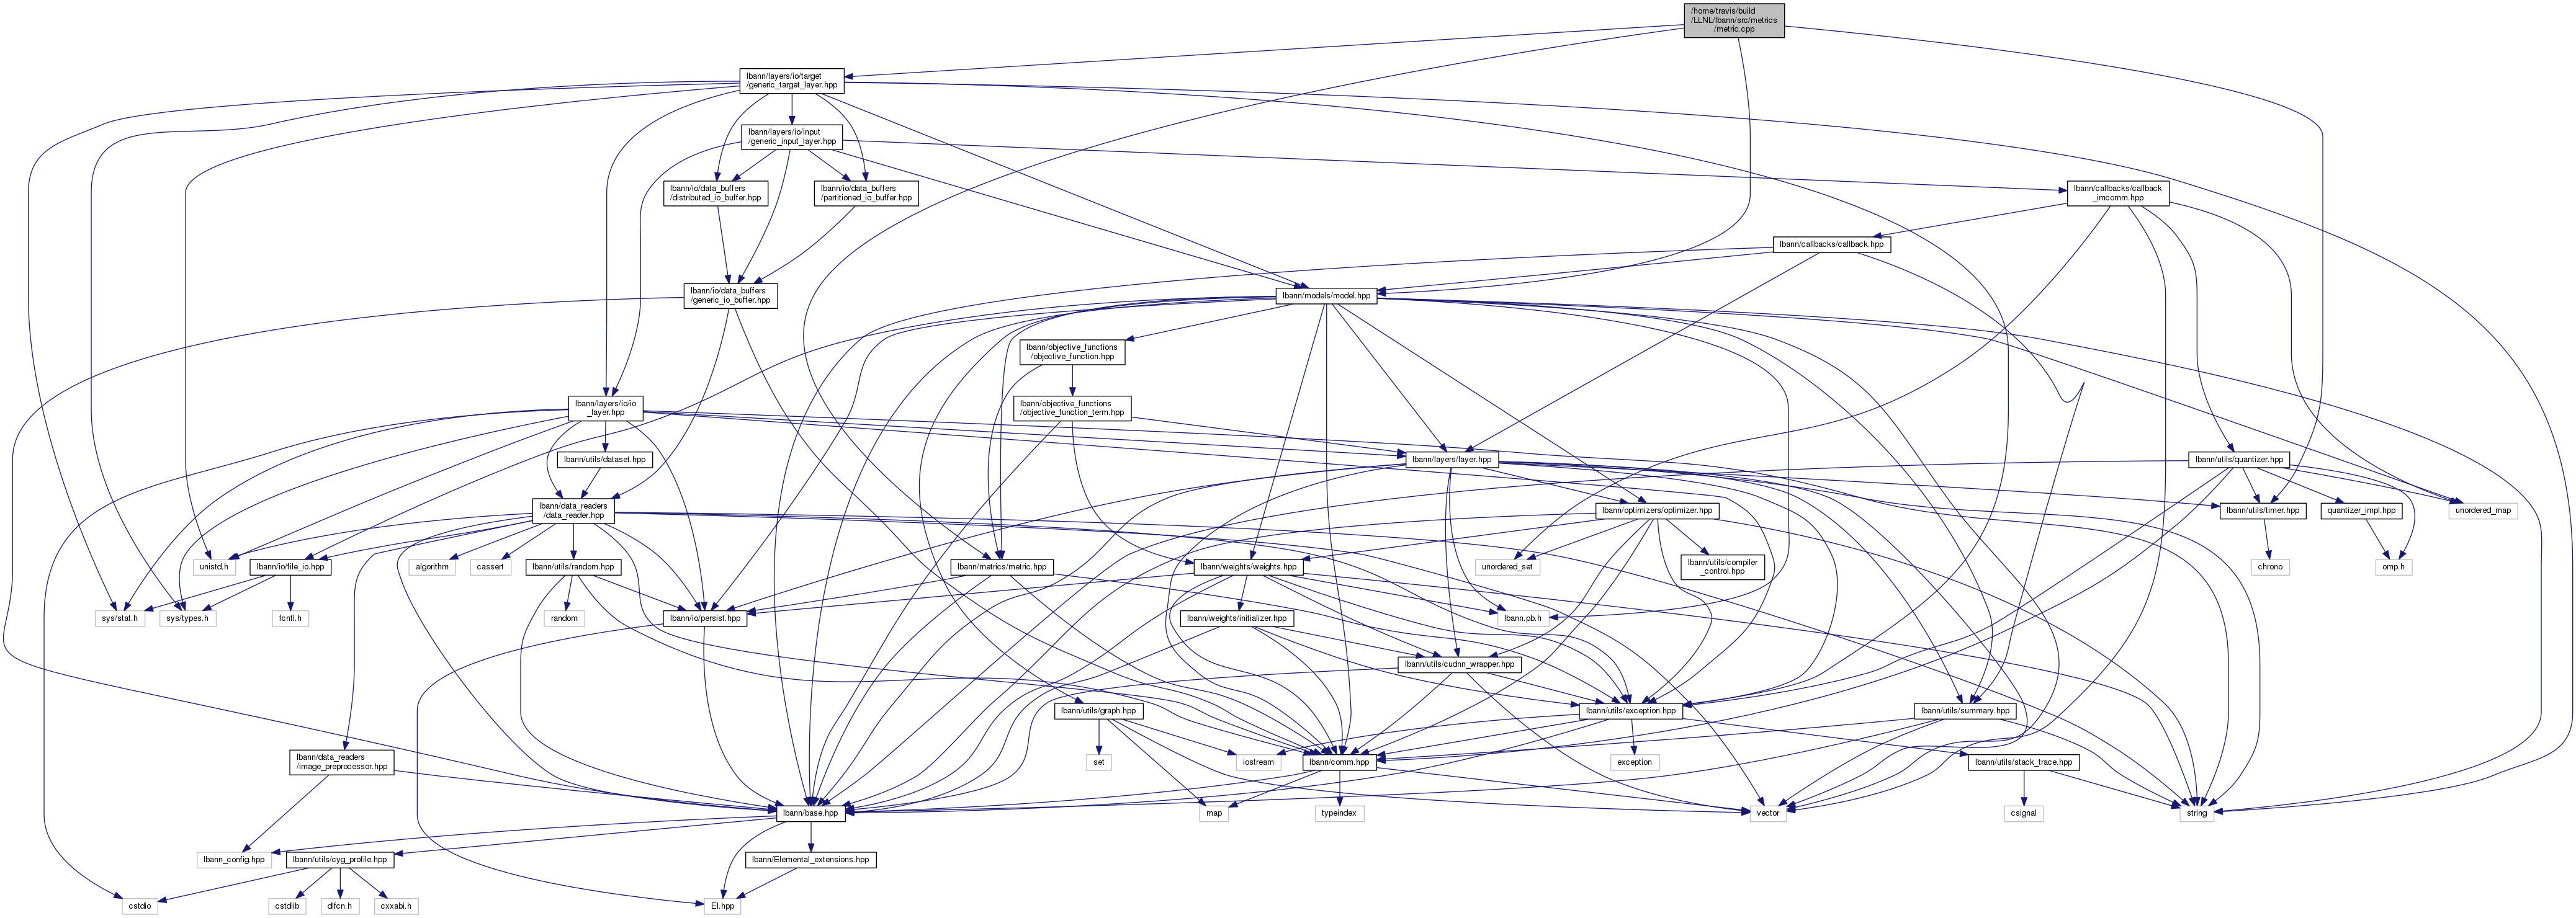 /home/travis/build
/LLNL/lbann/src/metrics
/metric.cpp
lbann/layers/io/target
/generic_target_layer.hpp
lbann/layers/io/input
/generic_input_layer.hpp
lbann/io/data_buffers
/distributed_io_buffer.hpp
lbann/io/data_buffers
/partitioned_io_buffer.hpp
lbann/callbacks/callback
_imcomm.hpp
lbann/callbacks/callback.hpp
lbann/io/data_buffers
/generic_io_buffer.hpp
lbann/models/model.hpp
lbann/objective_functions
/objective_function.hpp
lbann/layers/io/io
_layer.hpp
lbann/objective_functions
/objective_function_term.hpp
lbann/utils/dataset.hpp
lbann/layers/layer.hpp
lbann/utils/quantizer.hpp
lbann/data_readers
/data_reader.hpp
lbann/optimizers/optimizer.hpp
lbann/utils/timer.hpp
quantizer_impl.hpp
unordered_map
unistd.h
lbann/io/file_io.hpp
algorithm
cassert
lbann/utils/random.hpp
lbann/metrics/metric.hpp
lbann/weights/weights.hpp
unordered_set
lbann/utils/compiler
_control.hpp
chrono
omp.h
sys/stat.h
sys/types.h
fcntl.h
random
lbann/io/persist.hpp
lbann/weights/initializer.hpp
lbann.pb.h
lbann/utils/cudnn_wrapper.hpp
lbann/utils/graph.hpp
lbann/utils/exception.hpp
lbann/utils/summary.hpp
lbann/data_readers
/image_preprocessor.hpp
set
iostream
lbann/comm.hpp
exception
lbann/utils/stack_trace.hpp
lbann/base.hpp
map
typeindex
vector
csignal
string
lbann_config.hpp
lbann/utils/cyg_profile.hpp
lbann/Elemental_extensions.hpp
cstdio
cstdlib
dlfcn.h
cxxabi.h
El.hpp